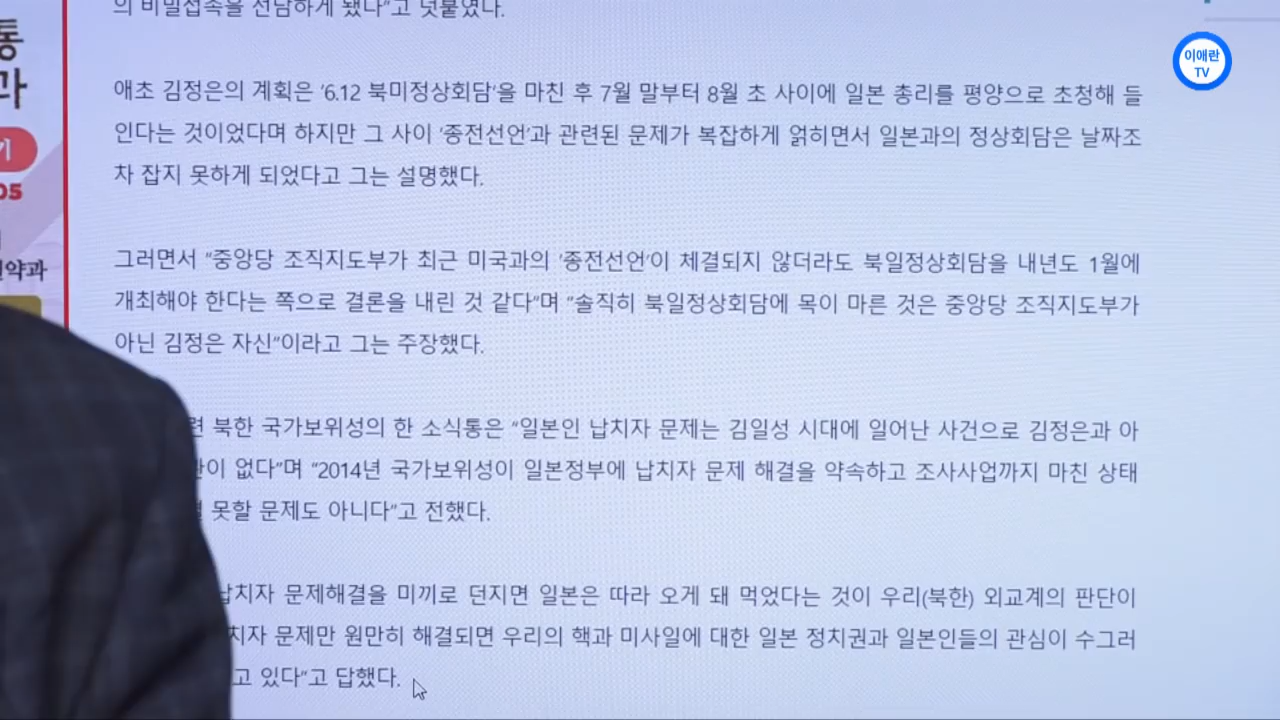 의 비밀접속을 전담하게 됐다”고 덧붙였다.
통
과
기
05
약과
이애란
TV
애초 김정은의 계획은 ‘6.12 북미정상회담’을 마친 후 7월 말부터 8월 초 사이에 일본 총리를 평양으로 초청해 들
인다는 것이었다며 하지만 그 사이 ‘종전선언’과 관련된 문제가 복잡하게 얽히면서 일본과의 정상회담은 날짜조
차 잡지 못하게 되었다고 그는 설명했다.
그러면서 “중앙당 조직지도부가 최근 미국과의 ‘종전선언’이 체결되지 않더라도 북일정상회담을 내년도 1월에
개최해야 한다는 쪽으로 결론을 내린 것 같다”며 “솔직히 북일정상회담에 목이 마른 것은 중앙당 조직지도부가
아닌 김정은 자신”이라고 그는 주장했다.
련 북한 국가보위성의 한 소식통은 “일본인 납치자 문제는 김일성 시대에 일어난 사건으로 김정은과 아
관이 없다”며 “2014년 국가보위성이 일본정부에 납치자 문제 해결을 약속하고 조사사업까지 마친 상태
못할 문제도 아니다”고 전했다.
납치자 문제해결을 미끼로 던지면 일본은 따라 오게 돼 먹었다는 것이 우리(북한) 외교계의 판단이
치자 문제만 원만히 해결되면 우리의 핵과 미사일에 대한 일본 정치권과 일본인들의 관심이 수그러
고 있다”고 답했다.